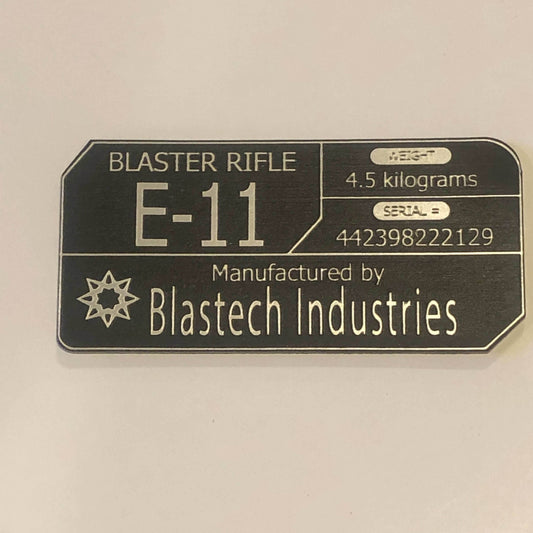 BLASTER RIFLE
E-11
WEIGHT
4.5 kilograms
SERIAL #
442398222129
Manufactured by
Blastech Industries